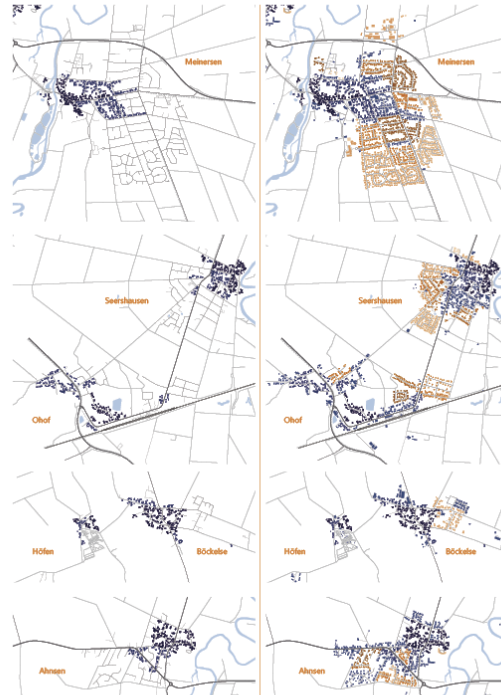 Meinersen
Meinersen
Seershausen
Seershausen
Ohof
Ohof
Höfen
Böckelse
Höfen
Böckelse
Ahnsen
Ahnsen